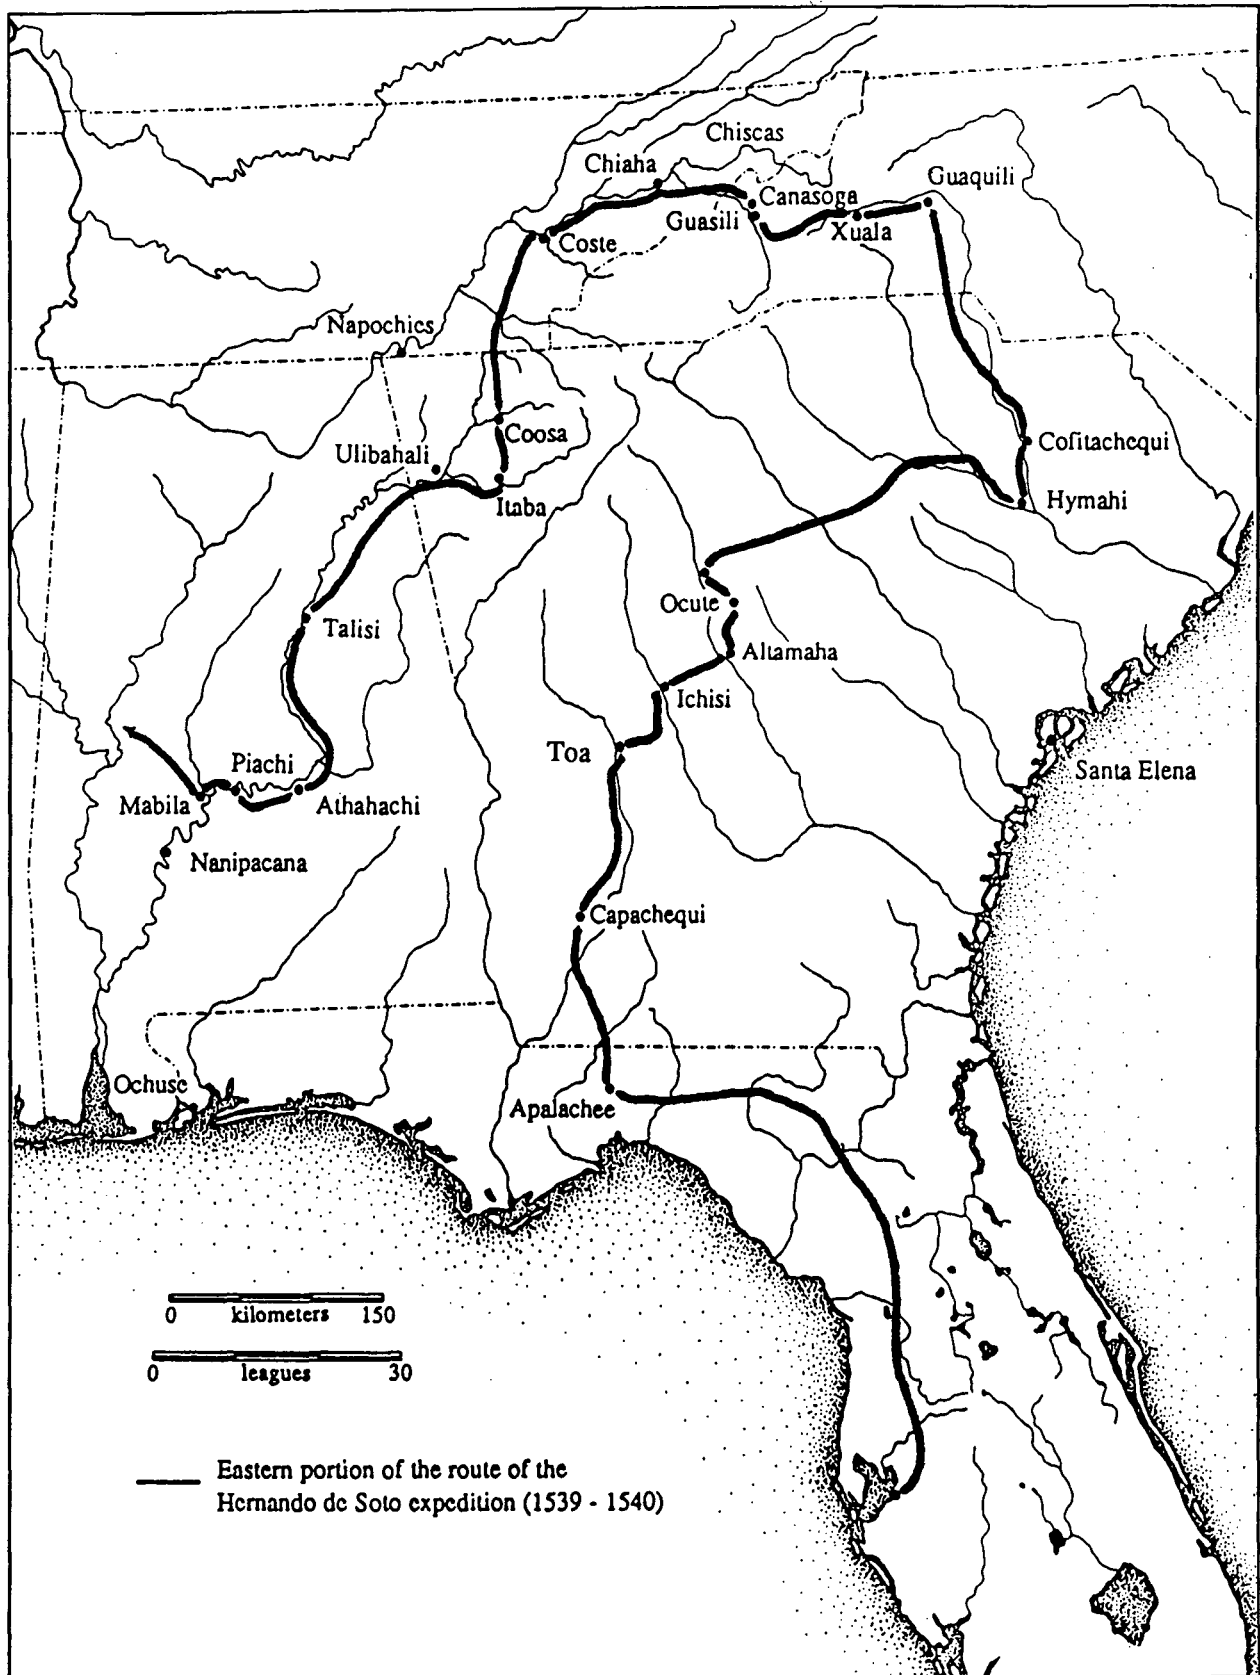 Chiscas
Chiaha
Guaquili
Canasoga
Guasili
Xuala
Coste
Napochies
Coosa
Cofitachequi
Ulibahali
Hymahi
Itaba
Ocute
Talisi
Altamaha
Ichisi
Toa
Piachi
Santa Elena
Mabila
Athahachi
Nanipacana
Capachequi
Ochuse
Apalachee
0 kilometers 150
0 leagues 30
Eastern portion of the route of the
Hernando de Soto expedition (1539 - 1540)